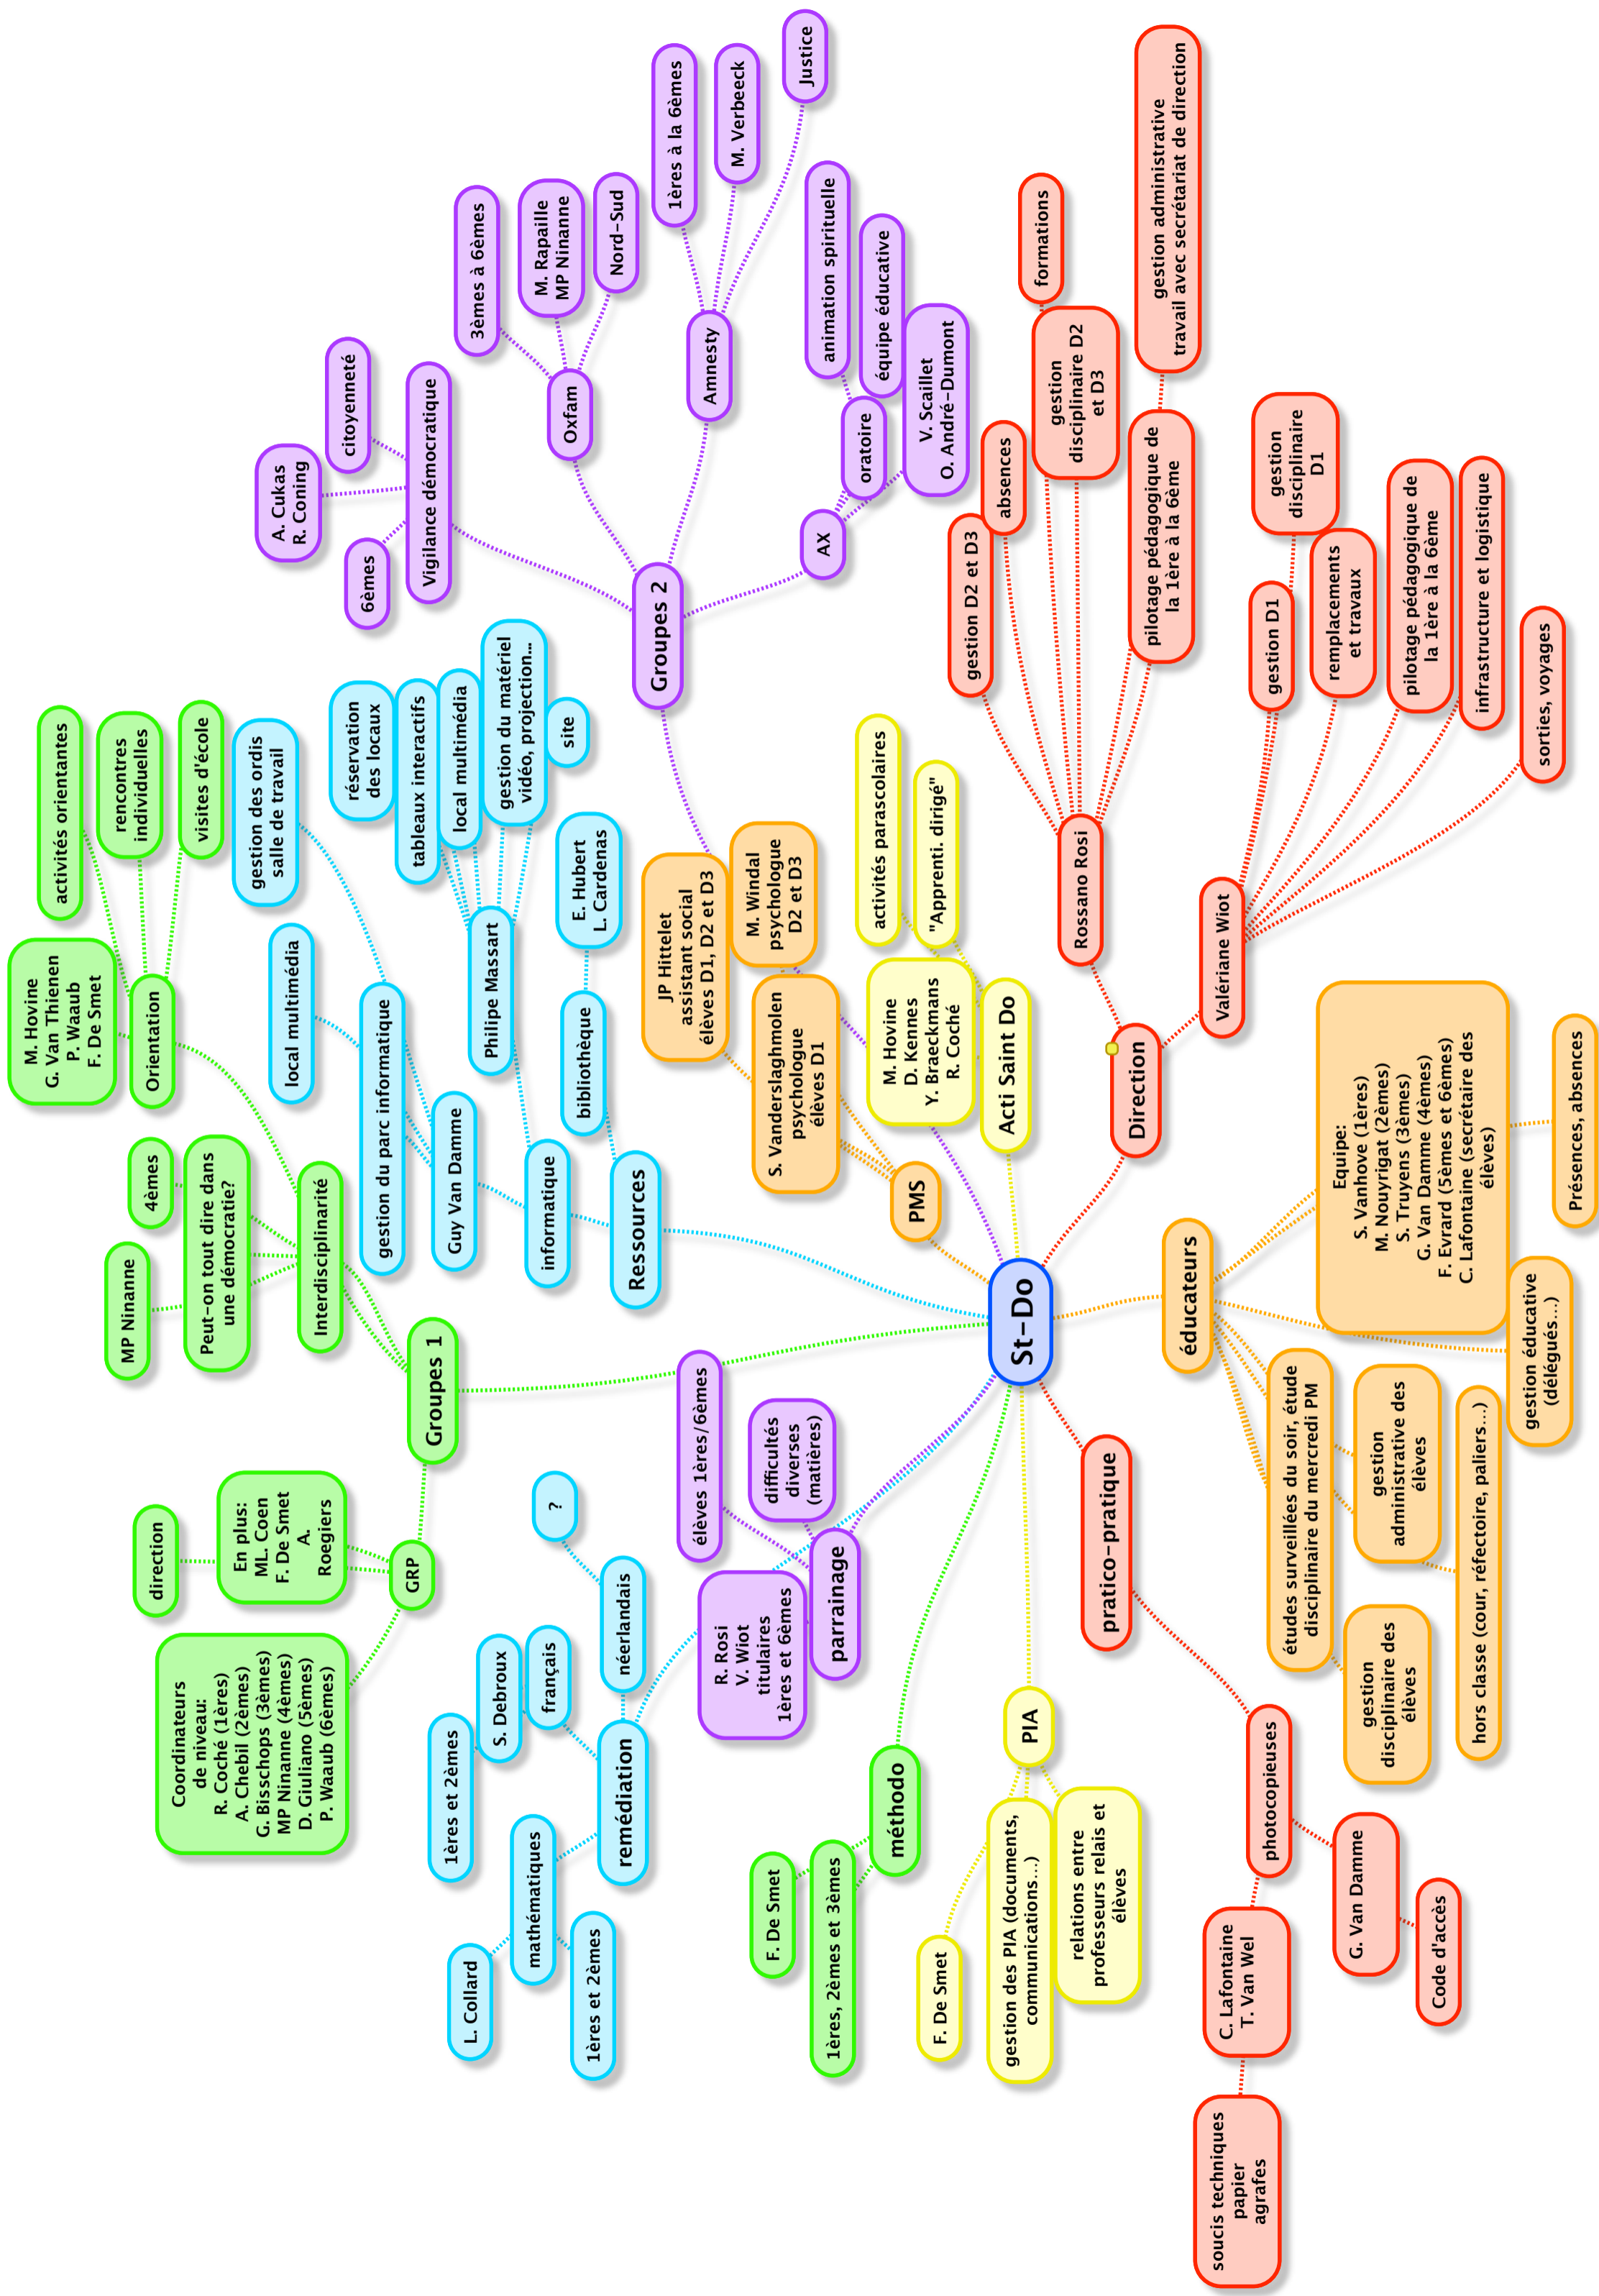 St-Do
Groupes 1
GRP
direction
En plus:
ML. Coen
F. De Smet
A.
Roegiers
Coordinateurs
de niveau:
R. Coché (1ères)
A. Chebil (2èmes)
G. Bisschops (3èmes)
MP Ninanne (4èmes)
D. Giuliano (5èmes)
P. Waaub (6èmes)
Interdisciplinarité
Peut-on tout dire dans
une démocratie?
MP Ninanne
4èmes
Orientation
M. Hovine
G. Van Thienen
P. Waaub
F. De Smet
activités orientantes
rencontres
individuelles
visites d'école
Ressources
informatique
Guy Van Damme
gestion du parc informatique
local multimédia
gestion des ordis
salle de travail
Philippe Massart
réservation
des locaux
tableaux interactifs
local multimédia
gestion du matériel
vidéo, projection...
site
bibliothèque
E. Hubert
L. Cardenas
Groupes 2
Vigilance démocratique
6èmes
A. Cukas
R. Coning
citoyenneté
Oxfam
3èmes à 6èmes
M. Rapaille
MP Ninanne
Nord-Sud
Amnesty
1ères à la 6èmes
M. Verbeeck
Justice
AX
oratoire
animation spirituelle
équipe éducative
V. Scaillet
O. André-Dumont
PMS
JP Hittelet
assistant social
élèves D1, D2 et D3
M. Windal
psychologue
D2 et D3
S. Vanderslaghmolen
psychologue
élèves D1
Acti Saint Do
M. Hovine
D. Kennes
Y. Braeckmans
R. Coché
activités parascolaires
"Apprenti. dirigé"
Direction
Rossano Rosi
gestion D2 et D3
absences
gestion
disciplinaire D2
et D3
formations
pilotage pédagogique de
la 1ère à la 6ème
gestion administrative
travail avec secrétariat de direction
Valériane Wiot
gestion D1
gestion
disciplinaire
D1
remplacements
et travaux
pilotage pédagogique de
la 1ère à la 6ème
infrastructure et logistique
sorties, voyages
éducateurs
Equipe:
S. Vanhove (1ères)
M. Nouyrigat (2èmes)
S. Truyens (3èmes)
G. Van Damme (4èmes)
F. Evrard (5èmes et 6èmes)
C. Lafontaine (secrétaire des
élèves)
Présences, absences
gestion éducative
(délégués...)
études surveillées du soir, étude
disciplinaire du mercredi PM
gestion
administrative des
élèves
hors classe (cour, réfectoire, paliers...)
gestion
disciplinaire des
élèves
pratico-pratique
photocopieuses
C. Lafontaine
T. Van Wel
soucis techniques
papier
agrafes
G. Van Damme
Code d'accès
PIA
F. De Smet
gestion des PIA (documents,
communications...)
relations entre
professeurs relais et
élèves
méthodo
F. De Smet
1ères, 2èmes et 3èmes
parrainage
élèves 1ères/6èmes
difficultés
diverses
(matières)
R. Rosi
V. Wiot
titulaires
1ères et 6èmes
remédiation
néerlandais
?
français
S. Debroux
1ères et 2èmes
mathématiques
L. Collard
1ères et 2èmes